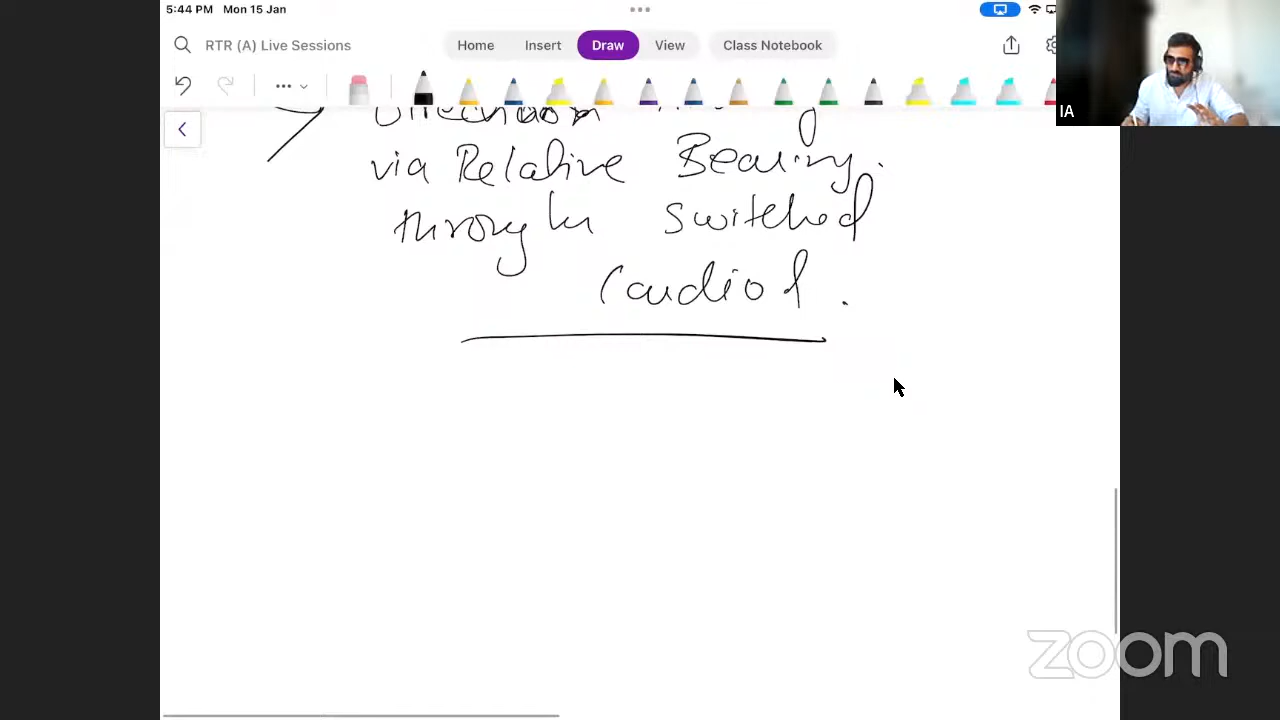 5:44 PM Mon 15 Jan
RTR (A) Live Sessions
Home Insert Draw View Class Notebook
IA
via Relative Bearing.
through switched
Cardiod.
zoom